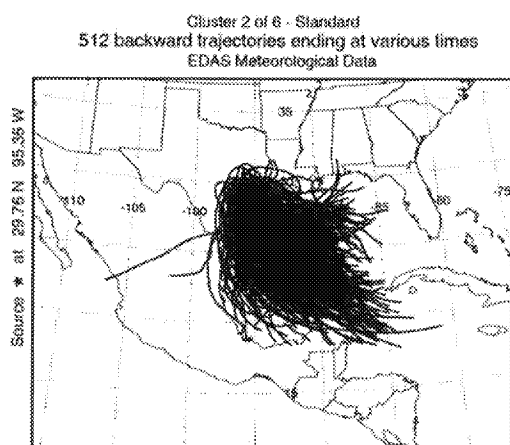 Cluster 2 of 6 - Standard
512 backward trajectories ending at various times
EDAS Meteorological Data
Source ★ at 29.76 N 95.36 W
35
-110
-105
-100
-85
-80
-75